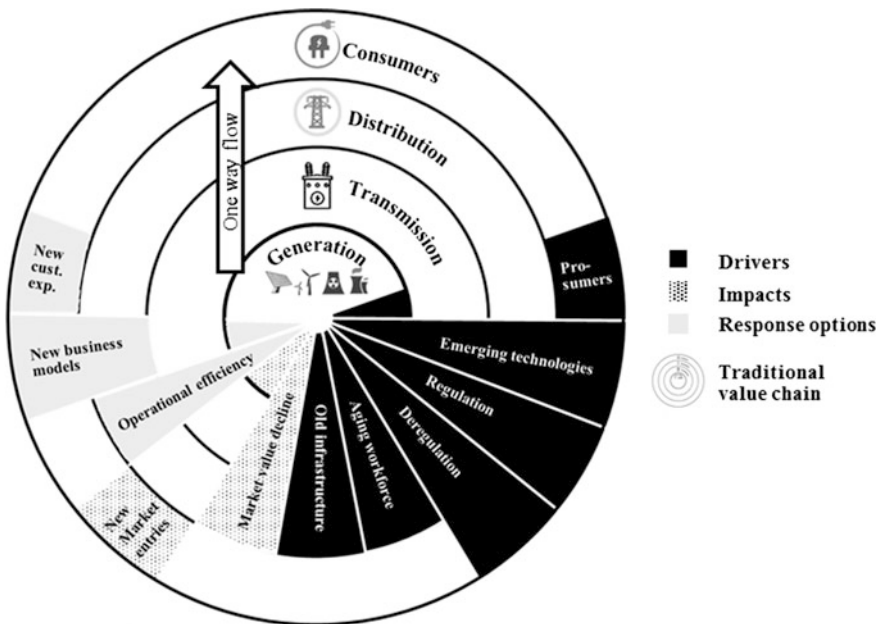 Consumers
Distribution
Transmission
Generation
One way flow
New
cust.
exp.
Pro-
sumers
New business
models
Operational efficiency
Emerging technologies
Regulation
Deregulation
Aging workforce
Old infrastructure
Market value decline
New
Market
entries
Drivers
Impacts
Response options
Traditional
value chain